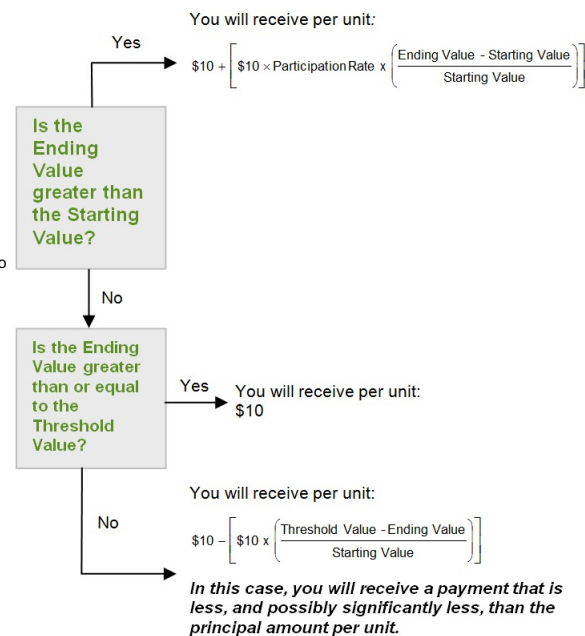 You will receive per unit:
Yes
$10 + [ $10 × Participation Rate x ( Ending Value - Starting Value
Starting Value ) ]
Is the
Ending
Value
greater than
the Starting
Value?
o
No
Is the Ending
Value greater
than or equal
to the
Threshold
Value?
Yes
You will receive per unit:
$10
You will receive per unit:
No
$10 – [ $10 x ( Threshold Value - Ending Value
Starting Value ) ]
In this case, you will receive a payment that is
less, and possibly significantly less, than the
principal amount per unit.